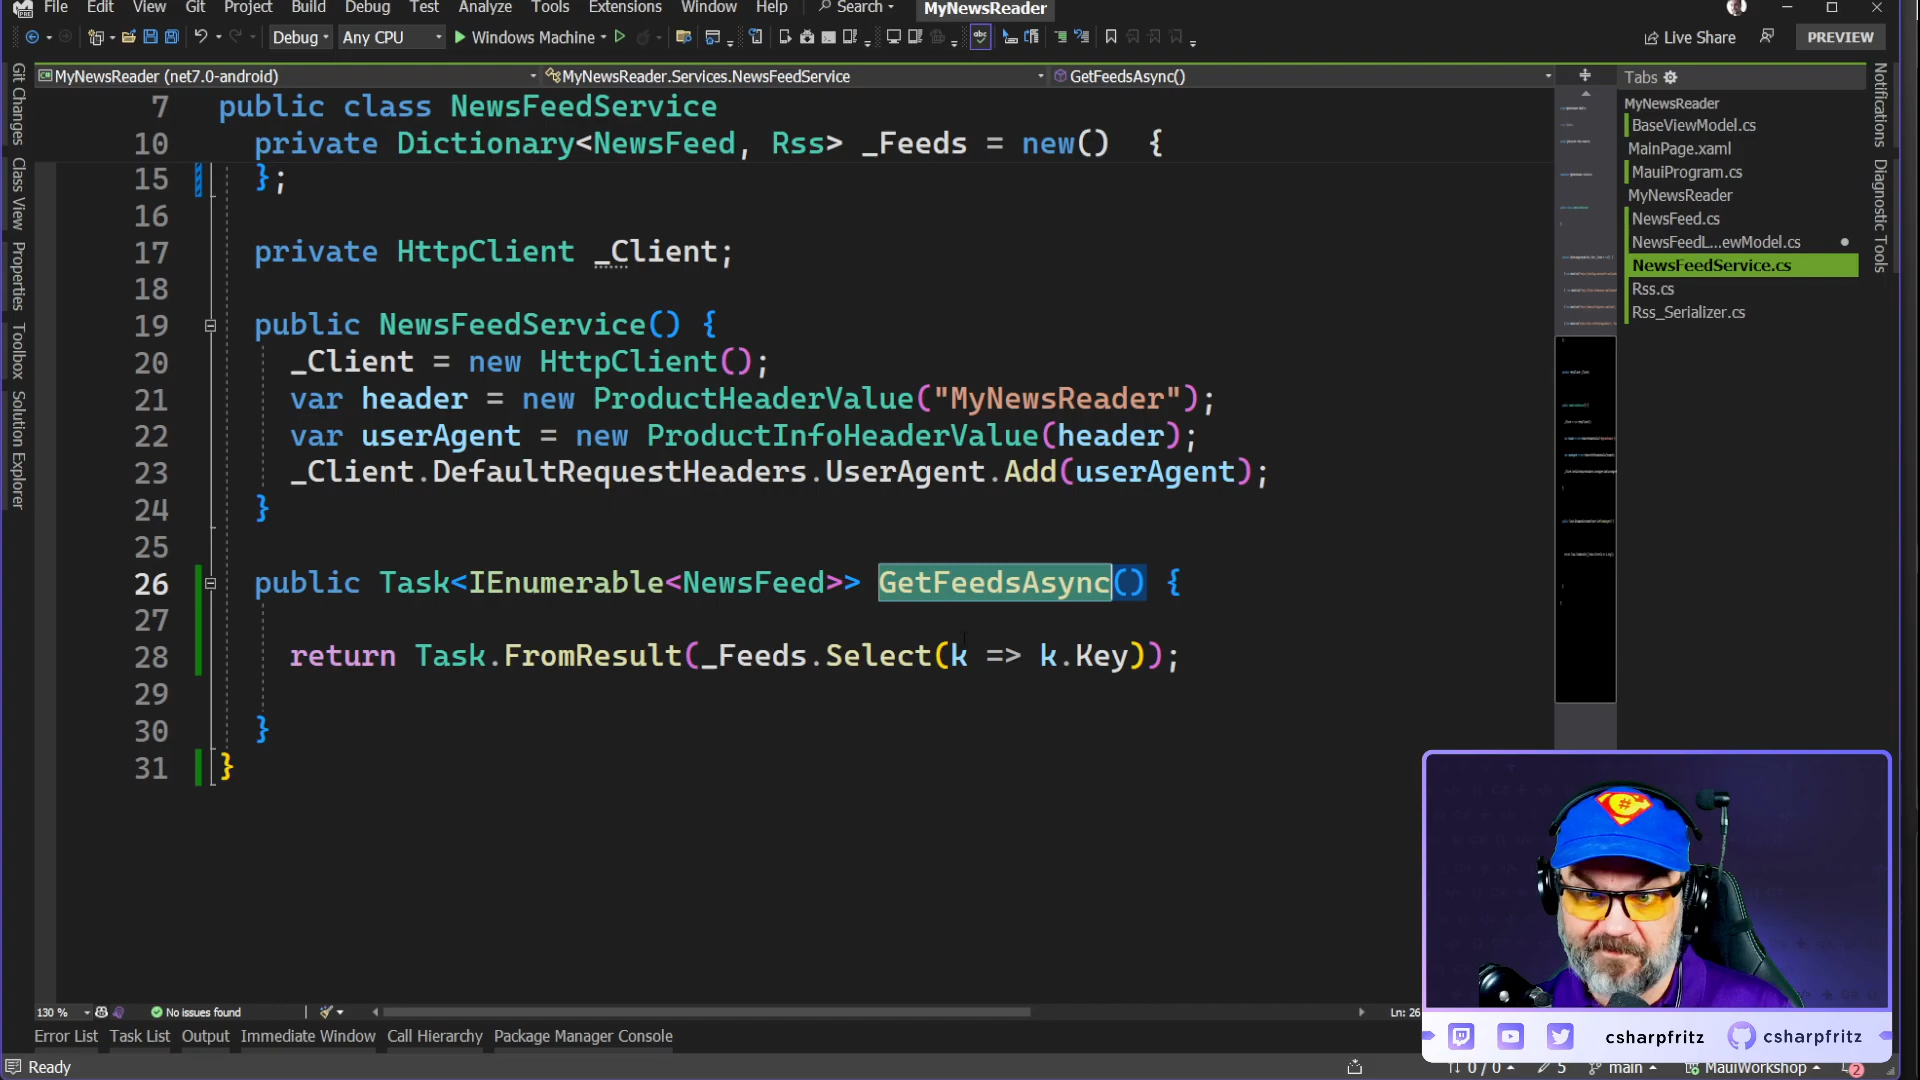 File Edit View Git Project Build Debug Test Analyze Tools Extensions Window Help Search MyNewsReader
Debug Any CPU Windows Machine Live Share PREVIEW
MyNewsReader (net7.0-android) MyNewsReader.Services.NewsFeedService GetFeedsAsync()
7 public class NewsFeedService
10 private Dictionary<NewsFeed, Rss> _Feeds = new() {
15 };
16
17 private HttpClient _Client;
18
19 public NewsFeedService() {
20 _Client = new HttpClient();
21 var header = new ProductHeaderValue("MyNewsReader");
22 var userAgent = new ProductInfoHeaderValue(header);
23 _Client.DefaultRequestHeaders.UserAgent.Add(userAgent);
24 }
25
26 public Task<IEnumerable<NewsFeed>> GetFeedsAsync() {
27
28 return Task.FromResult(_Feeds.Select(k => k.Key));
29
30 }
31 }
Git Changes
Class View
Properties
Toolbox
Solution Explorer
Tabs
MyNewsReader
BaseViewModel.cs
MainPage.xaml
MauiProgram.cs
MyNewsReader
NewsFeed.cs
NewsFeedL...ewModel.cs
NewsFeedService.cs
Rss.cs
Rss_Serializer.cs
Notifications
Diagnostic Tools
130 % No issues found Ln: 26
Error List Task List Output Immediate Window Call Hierarchy Package Manager Console
csharpfritz csharpfritz
Ready 0 / 0 5 main MauiWorkshop 2